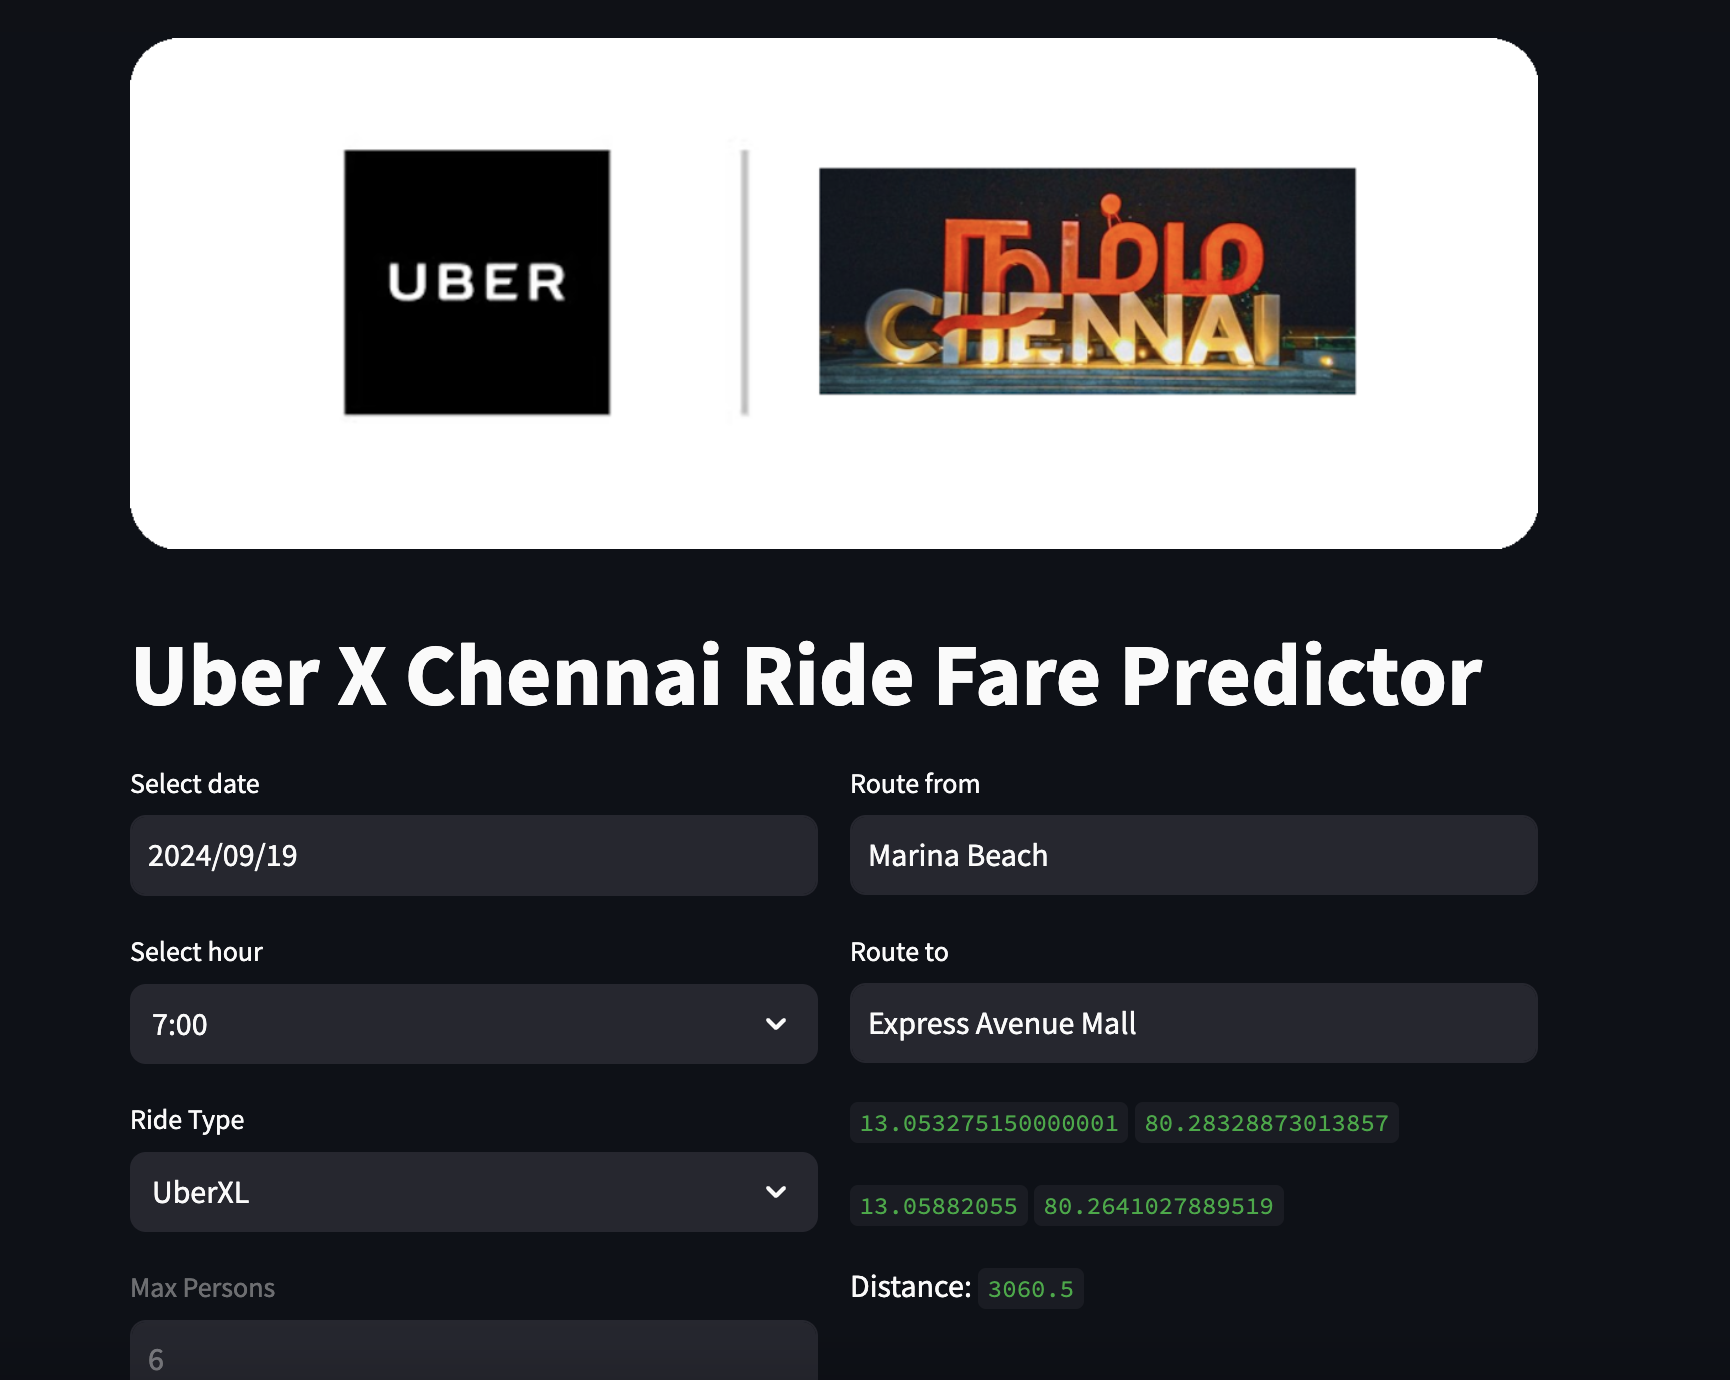 UBER
நம்ம
CHENNAI
Uber X Chennai Ride Fare Predictor
Select date
2024/09/19
Select hour
7:00
Ride Type
UberXL
Max Persons
6
Route from
Marina Beach
Route to
Express Avenue Mall
13.053275150000001 80.28328873013857
13.05882055 80.2641027889519
Distance: 3060.5